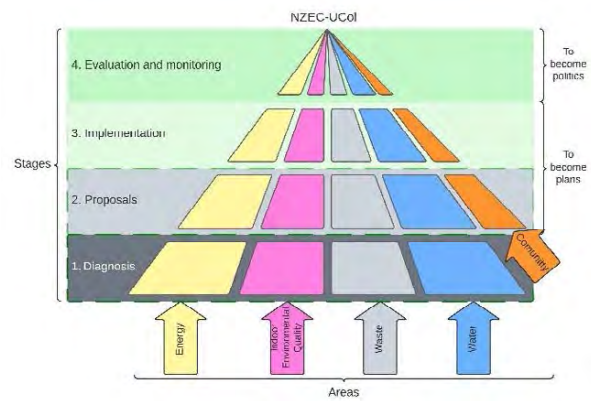 NZEC-UCol
4. Evaluation and monitoring
To
become
politics
3. Implementation
Stages
To
become
plans
2. Proposals
1. Diagnosis
Comunity
Energy
Indoor
Environmental
Quality
Waste
Water
Areas